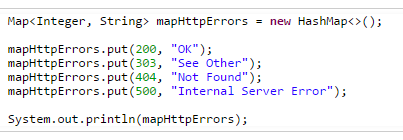 Map<Integer, String> mapHttpErrors = new HashMap<>();
mapHttpErrors.put(200, "OK");
mapHttpErrors.put(303, "See Other");
mapHttpErrors.put(404, "Not Found");
mapHttpErrors.put(500, "Internal Server Error");
System.out.println(mapHttpErrors);